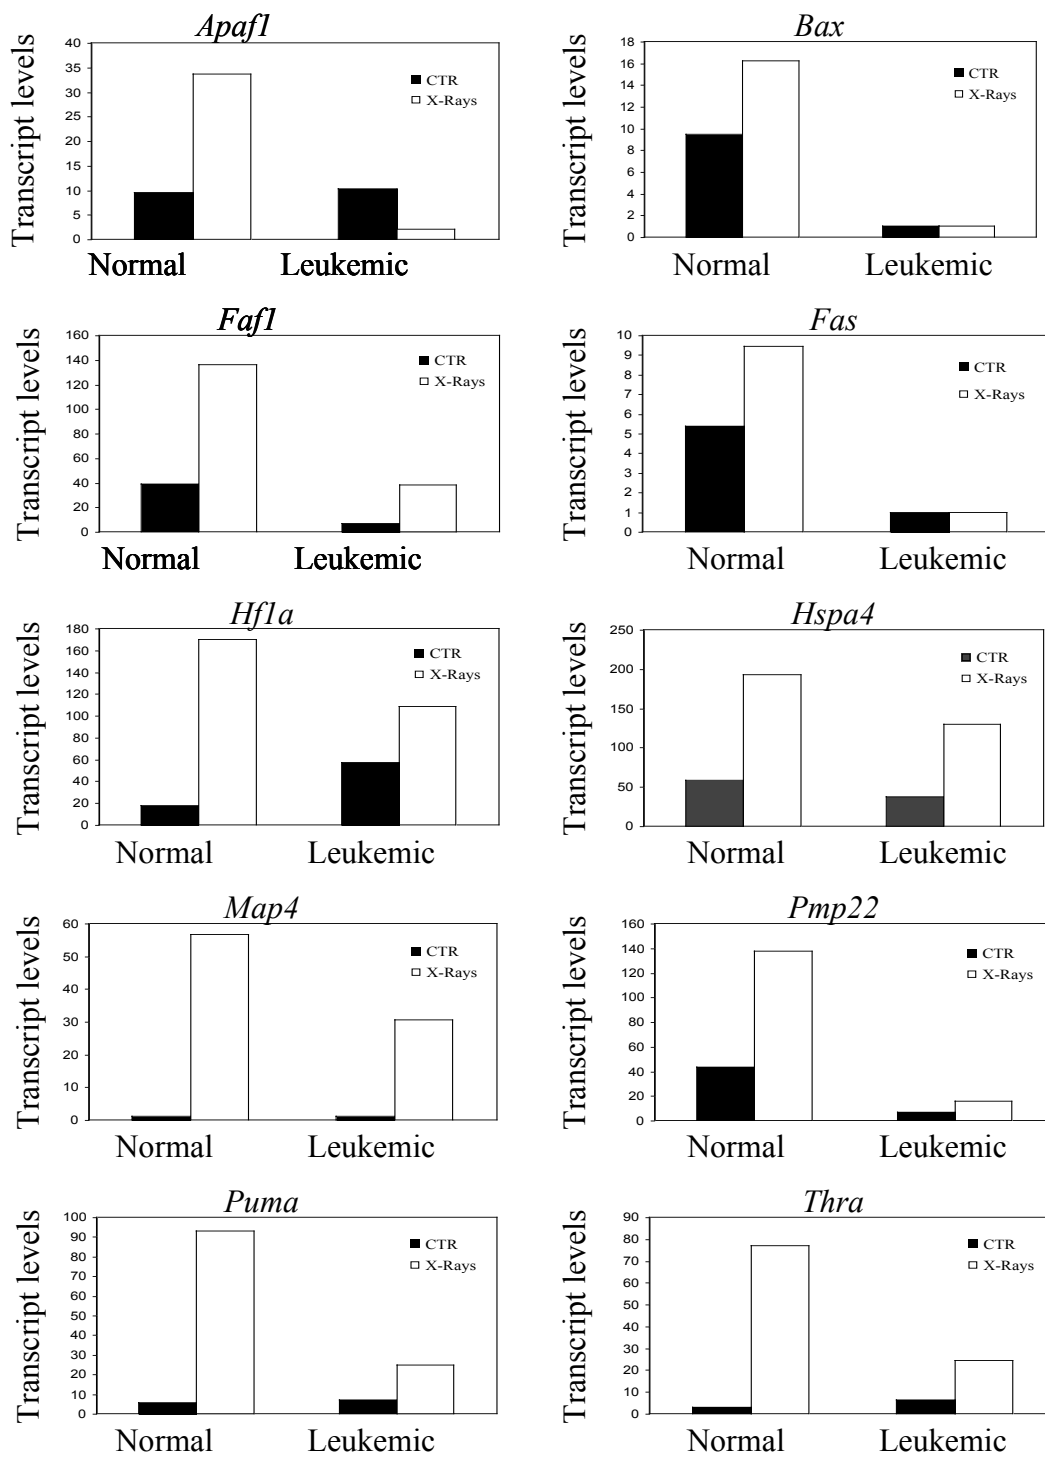 Apaf1
Transcript levels
40
35
30
25
20
15
10
5
0
CTR
X-Rays
Normal Leukemic
Bax
Transcript levels
18
16
14
12
10
8
6
4
2
0
CTR
X-Rays
Normal Leukemic
Faf1
Transcript levels
160
140
120
100
80
60
40
20
0
CTR
X-Rays
Normal Leukemic
Fas
Transcript levels
10
9
8
7
6
5
4
3
2
1
0
CTR
X-Rays
Normal Leukemic
Hf1a
Transcript levels
180
160
140
120
100
80
60
40
20
0
CTR
X-Rays
Normal Leukemic
Hspa4
Transcript levels
250
200
150
100
50
0
CTR
X-Rays
Normal Leukemic
Map4
Transcript levels
60
50
40
30
20
10
0
CTR
X-Rays
Normal Leukemic
Pmp22
Transcript levels
160
140
120
100
80
60
40
20
0
CTR
X-Rays
Normal Leukemic
Puma
Transcript levels
100
90
80
70
60
50
40
30
20
10
0
CTR
X-Rays
Normal Leukemic
Thra
Transcript levels
90
80
70
60
50
40
30
20
10
0
CTR
X-Rays
Normal Leukemic